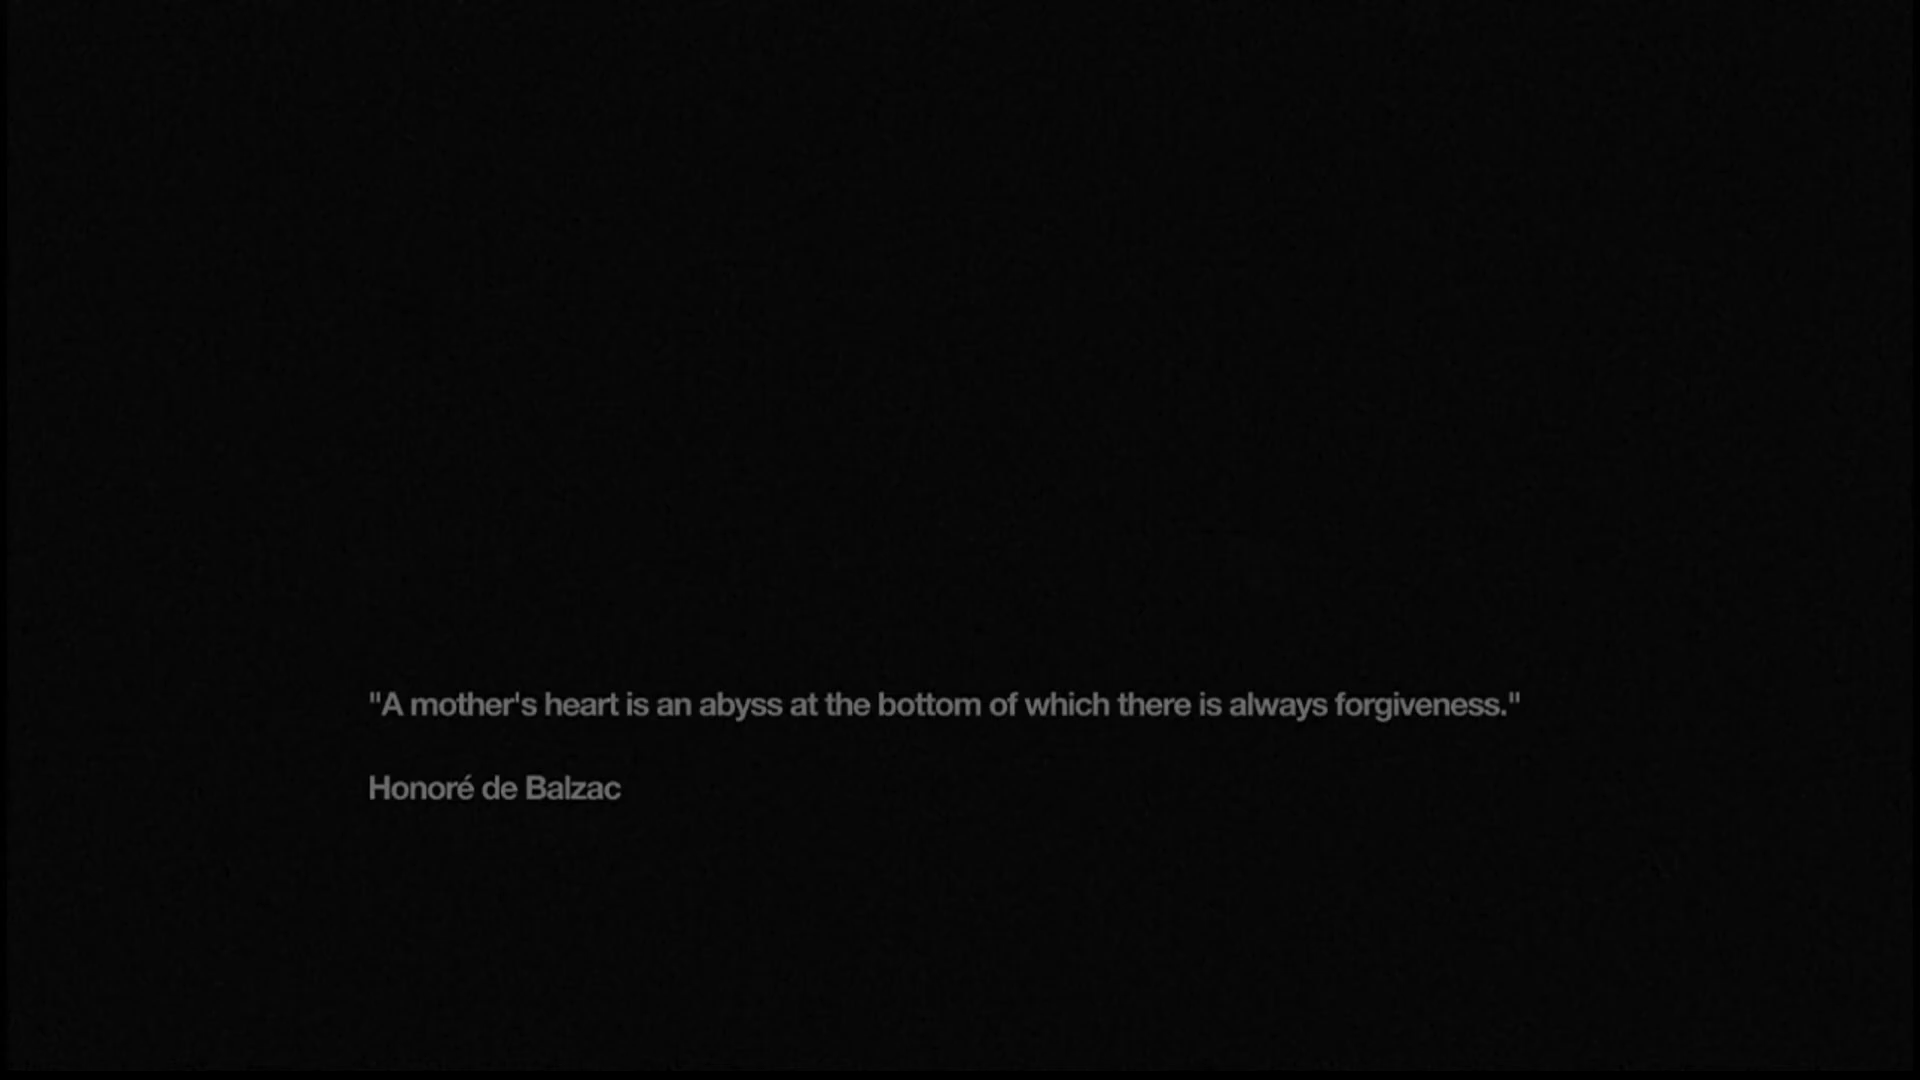 "A mother's heart is an abyss at the bottom of which there is always forgiveness."
Honoré de Balzac